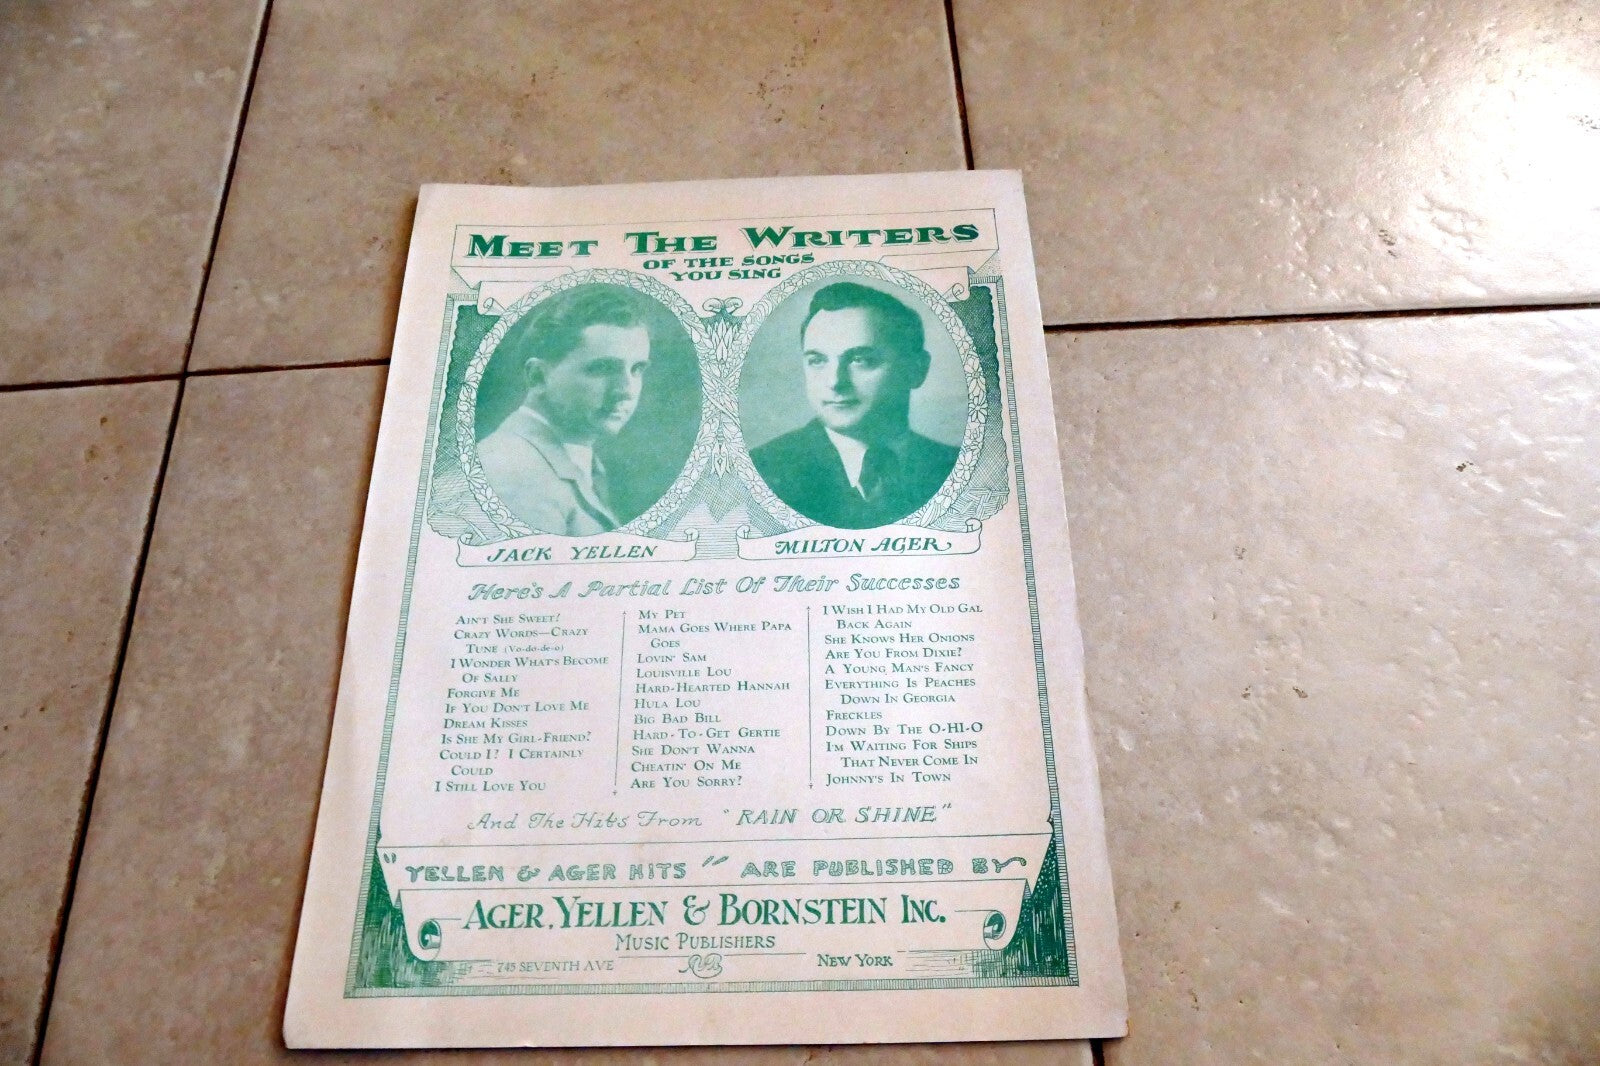 MEET THE WRITERS
OF THE SONGS
YOU SING
JACK YELLEN
MILTON AGER
Here's A Partial List Of Their Successes
AIN'T SHE SWEET?
CRAZY WORDS—CRAZY
TUNE (Vo-do-de-o)
I WONDER WHAT'S BECOME
OF SALLY
FORGIVE ME
IF YOU DON'T LOVE ME
DREAM KISSES
IS SHE MY GIRL-FRIEND?
COULD I? I CERTAINLY
COULD
I STILL LOVE YOU
MY PET
MAMA GOES WHERE PAPA
GOES
LOVIN' SAM
LOUISVILLE LOU
HARD-HEARTED HANNAH
HULA LOU
BIG BAD BILL
HARD-TO-GET GERTIE
SHE DON'T WANNA
CHEATIN' ON ME
ARE YOU SORRY?
I WISH I HAD MY OLD GAL
BACK AGAIN
SHE KNOWS HER ONIONS
ARE YOU FROM DIXIE?
A YOUNG MAN'S FANCY
EVERYTHING IS PEACHES
DOWN IN GEORGIA
FRECKLES
DOWN BY THE O-HI-O
I'M WAITING FOR SHIPS
THAT NEVER COME IN
JOHNNY'S IN TOWN
And The Hits From "RAIN OR SHINE"
"YELLEN & AGER HITS" ARE PUBLISHED BY
AGER, YELLEN & BORNSTEIN INC.
MUSIC PUBLISHERS
745 SEVENTH AVE
AYB
NEW YORK